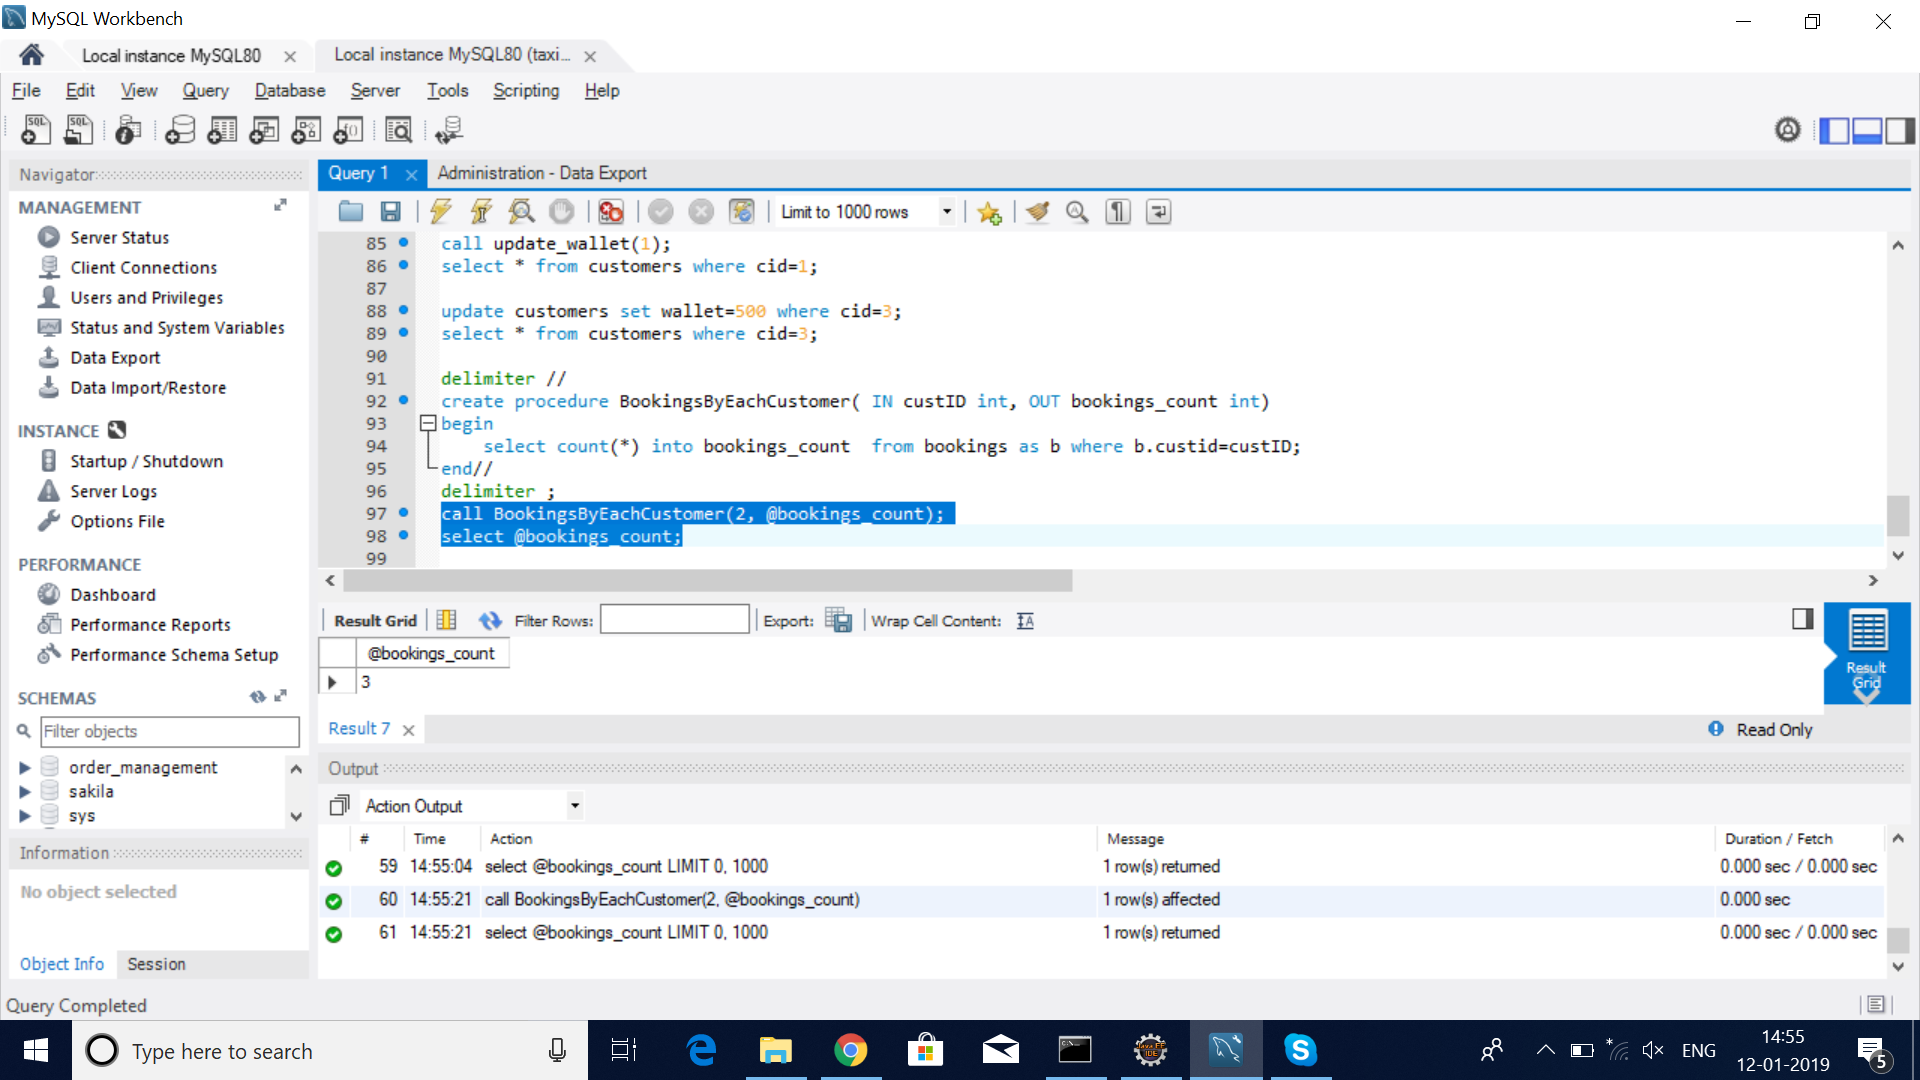 MySQL Workbench
Local instance MySQL80
Local instance MySQL80 (taxi...
File Edit View Query Database Server Tools Scripting Help
Navigator
MANAGEMENT
Server Status
Client Connections
Users and Privileges
Status and System Variables
Data Export
Data Import/Restore
INSTANCE
Startup / Shutdown
Server Logs
Options File
PERFORMANCE
Dashboard
Performance Reports
Performance Schema Setup
SCHEMAS
Filter objects
order_management
sakila
sys
Information
No object selected
Object Info Session
Query 1 Administration - Data Export
Limit to 1000 rows
85 call update_wallet(1);
86 select * from customers where cid=1;
87
88 update customers set wallet=500 where cid=3;
89 select * from customers where cid=3;
90
91 delimiter //
92 create procedure BookingsByEachCustomer( IN custID int, OUT bookings_count int)
93 begin
94 select count(*) into bookings_count  from bookings as b where b.custid=custID;
95 end//
96 delimiter ;
97 call BookingsByEachCustomer(2, @bookings_count);
98 select @bookings_count;
99
Result Grid Filter Rows: Export: Wrap Cell Content:
@bookings_count
3
Result Grid
Result 7
Read Only
Output
Action Output
# Time Action Message Duration / Fetch
59 14:55:04 select @bookings_count LIMIT 0, 1000 1 row(s) returned 0.000 sec / 0.000 sec
60 14:55:21 call BookingsByEachCustomer(2, @bookings_count) 1 row(s) affected 0.000 sec
61 14:55:21 select @bookings_count LIMIT 0, 1000 1 row(s) returned 0.000 sec / 0.000 sec
Query Completed
Type here to search
ENG
14:55
12-01-2019
5